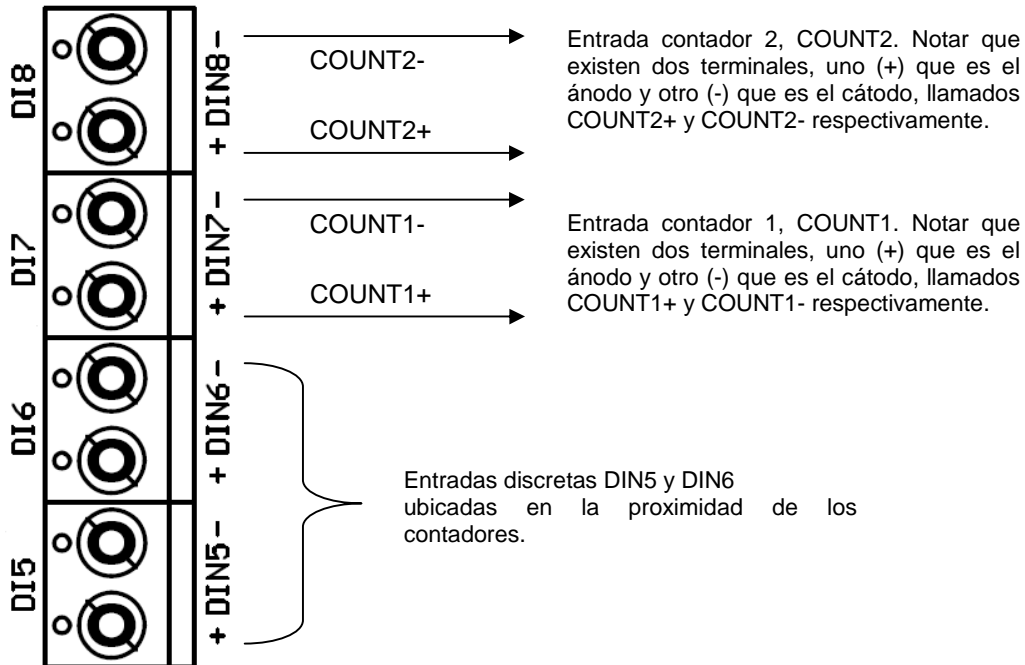 DI8
+ DIN8-
COUNT2-
COUNT2+
Entrada contador 2, COUNT2. Notar que
existen dos terminales, uno (+) que es el
ánodo y otro (-) que es el cátodo, llamados
COUNT2+ y COUNT2- respectivamente.
DI7
+ DIN7-
COUNT1-
COUNT1+
Entrada contador 1, COUNT1. Notar que
existen dos terminales, uno (+) que es el
ánodo y otro (-) que es el cátodo, llamados
COUNT1+ y COUNT1- respectivamente.
DI6
+ DIN6-
DI5
+ DIN5-
Entradas discretas DIN5 y DIN6
ubicadas en la proximidad de los
contadores.